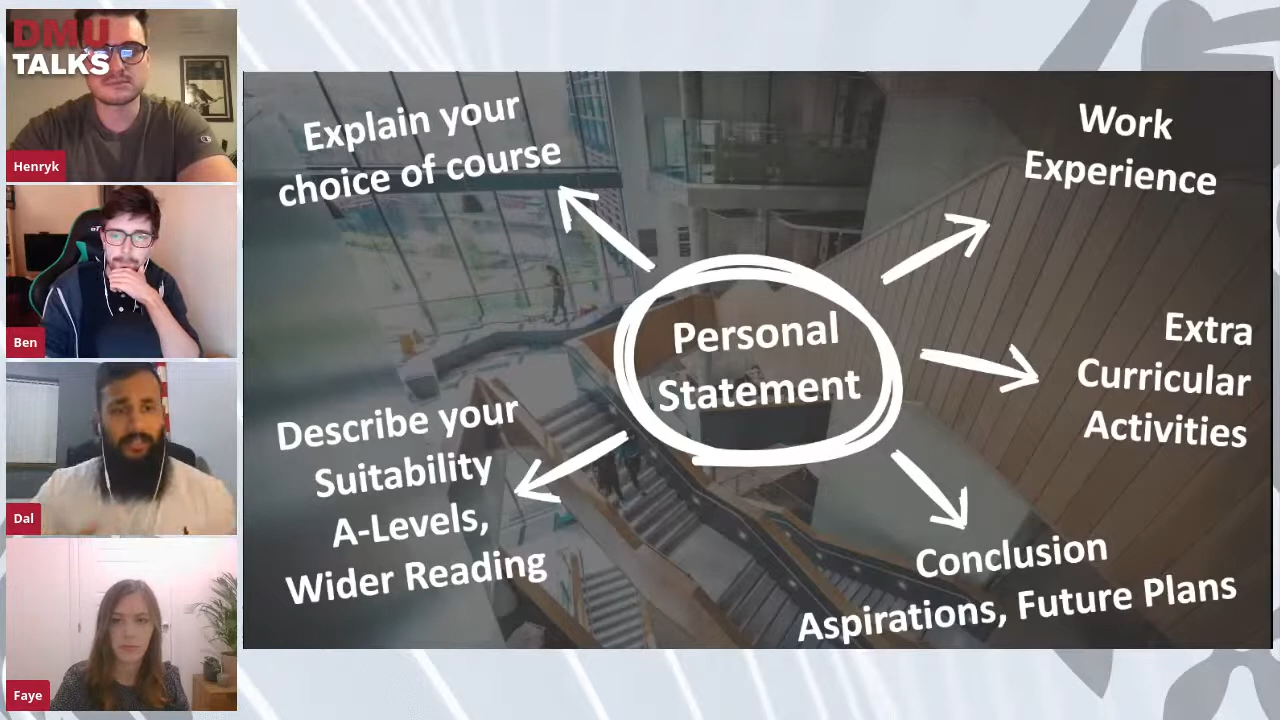 DMU
TALKS
Henryk
Ben
Dal
Faye
Explain your
choice of course
Work
Experience
Personal
Statement
Extra
Curricular
Activities
Describe your
Suitability
A-Levels,
Wider Reading
Conclusion
Aspirations, Future Plans